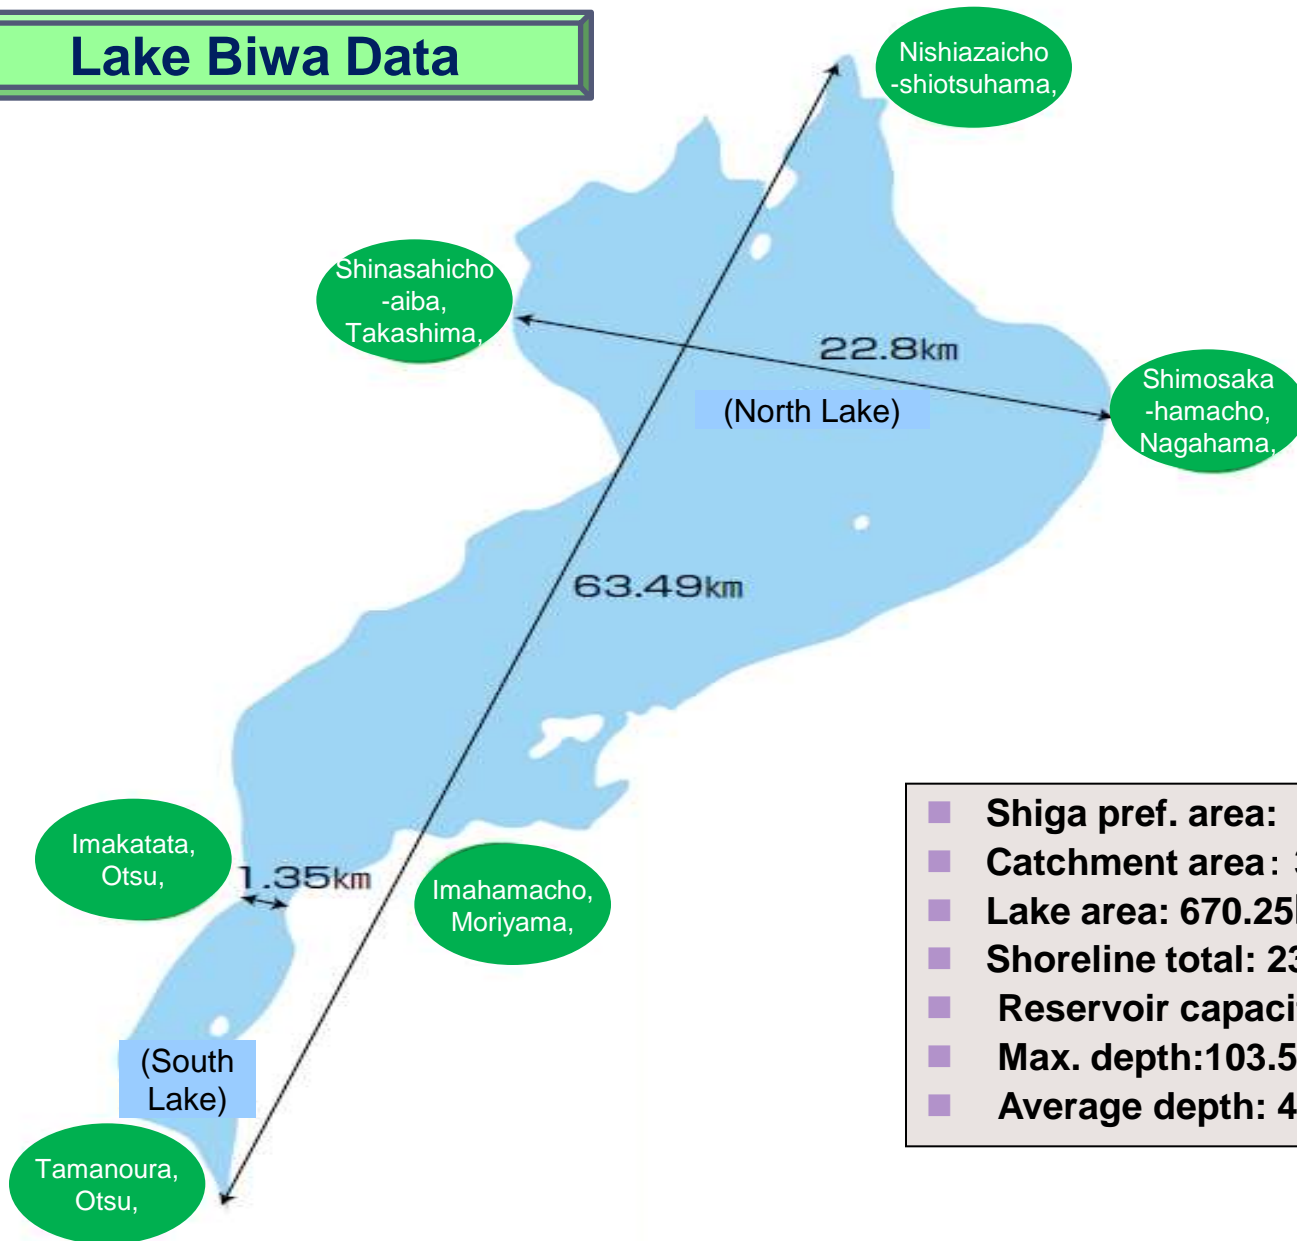 Lake Biwa Data
Nishiazaicho
-shiotsuhama,
Shinasahicho
-aiba,
Takashima,
22.8km
(North Lake)
Shimosaka
-hamacho,
Nagahama,
63.49km
Imakatata,
Otsu,
1.35km
Imahamacho,
Moriyama,
(South
Lake)
Tamanoura,
Otsu,
Shiga pref. area:
Catchment area:
Lake area: 670.25
Shoreline total: 23
Reservoir capaci
Max. depth:103.5
Average depth: 4